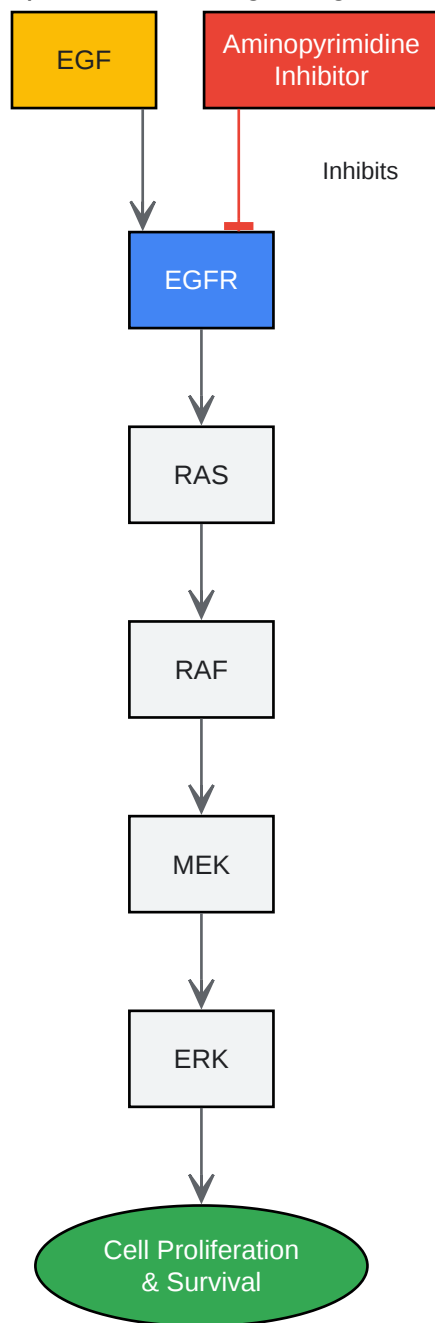 EGF
Aminopyrimidine
Inhibitor
Inhibits
EGFR
RAS
RAF
MEK
ERK
Cell Proliferation
& Survival